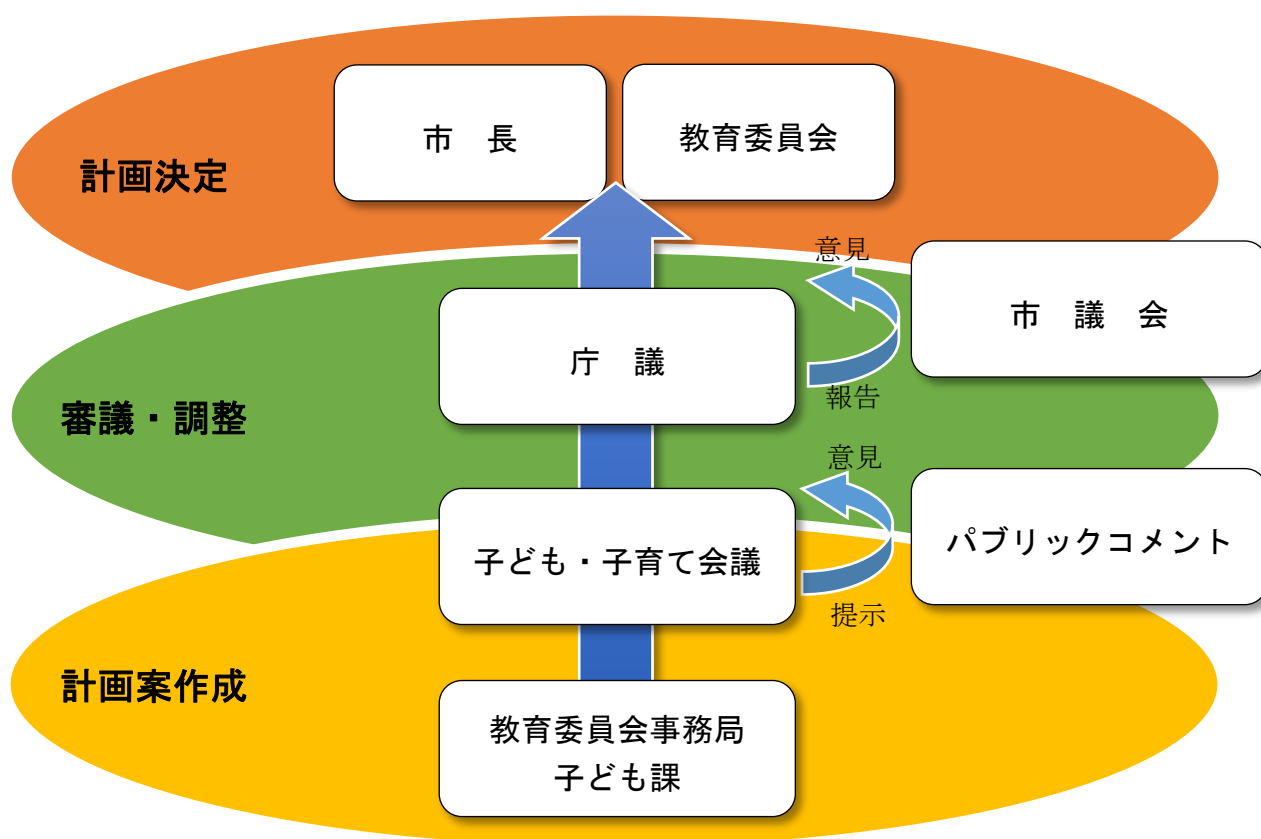 市　長
教育委員会
計画決定
意見
市　議　会
庁　議
報告
審議・調整
意見
パブリックコメント
子ども・子育て会議
提示
計画案作成
教育委員会事務局
子ども課